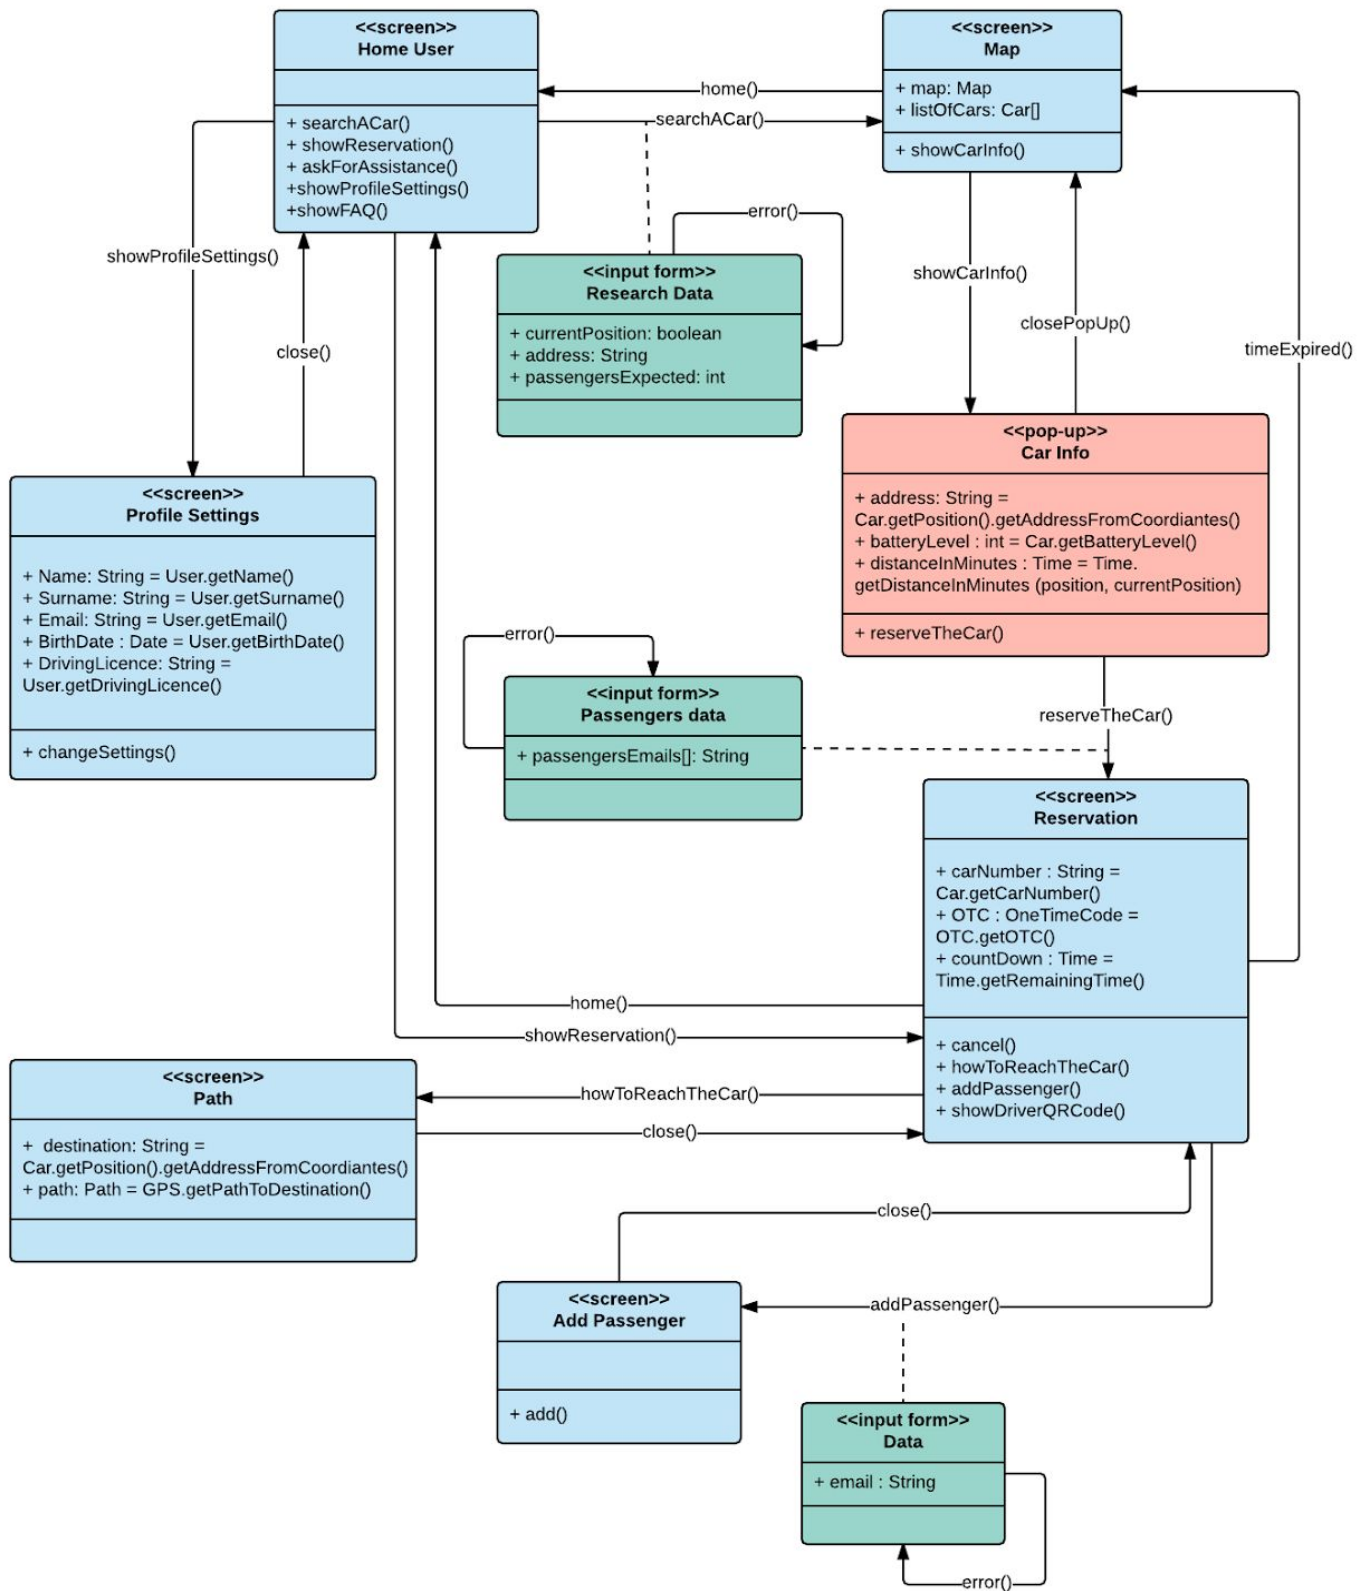 <<screen>>
Home User
+ searchACar()
+ showReservation()
+ askForAssistance()
+showProfileSettings()
+showFAQ()
<<screen>>
Map
+ map: Map
+ listOfCars: Car[]
+ showCarInfo()
home()
searchACar()
showProfileSettings()
close()
error()
<<input form>>
Research Data
+ currentPosition: boolean
+ address: String
+ passengersExpected: int
showCarInfo()
closePopUp()
timeExpired()
<<pop-up>>
Car Info
+ address: String =
Car.getPosition().getAddressFromCoordiantes()
+ batteryLevel : int = Car.getBatteryLevel()
+ distanceInMinutes : Time = Time.
getDistanceInMinutes (position, currentPosition)
+ reserveTheCar()
<<screen>>
Profile Settings
+ Name: String = User.getName()
+ Surname: String = User.getSurname()
+ Email: String = User.getEmail()
+ BirthDate : Date = User.getBirthDate()
+ DrivingLicence: String =
User.getDrivingLicence()
+ changeSettings()
error()
<<input form>>
Passengers data
+ passengersEmails[]: String
reserveTheCar()
<<screen>>
Reservation
+ carNumber : String =
Car.getCarNumber()
+ OTC : OneTimeCode =
OTC.getOTC()
+ countDown : Time =
Time.getRemainingTime()
+ cancel()
+ howToReachTheCar()
+ addPassenger()
+ showDriverQRCode()
home()
showReservation()
howToReachTheCar()
close()
<<screen>>
Path
+  destination: String =
Car.getPosition().getAddressFromCoordiantes()
+ path: Path = GPS.getPathToDestination()
close()
addPassenger()
<<screen>>
Add Passenger
+ add()
<<input form>>
Data
+ email : String
error()